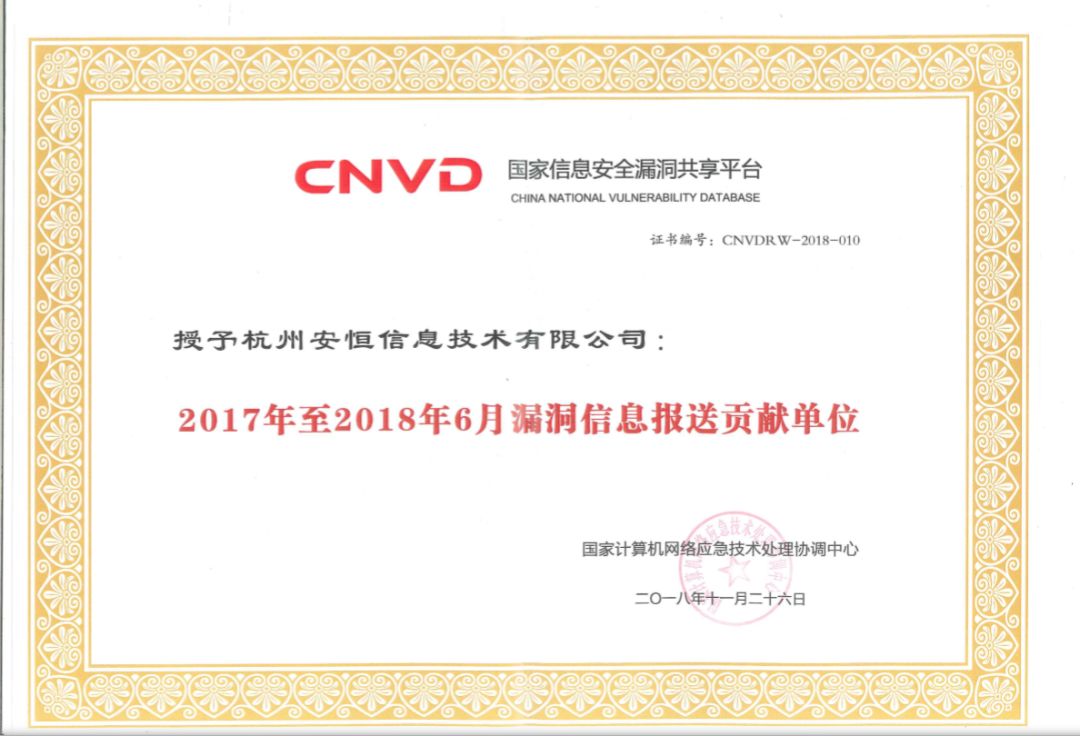 CNVD 国家信息安全漏洞共享平台
CHINA NATIONAL VULNERABILITY DATABASE
证书编号：CNVDRW-2018-010
授予杭州安恒信息技术有限公司：
2017年至2018年6月漏洞信息报送贡献单位
国家计算机网络应急技术处理协调中心
二〇一八年十一月二十六日